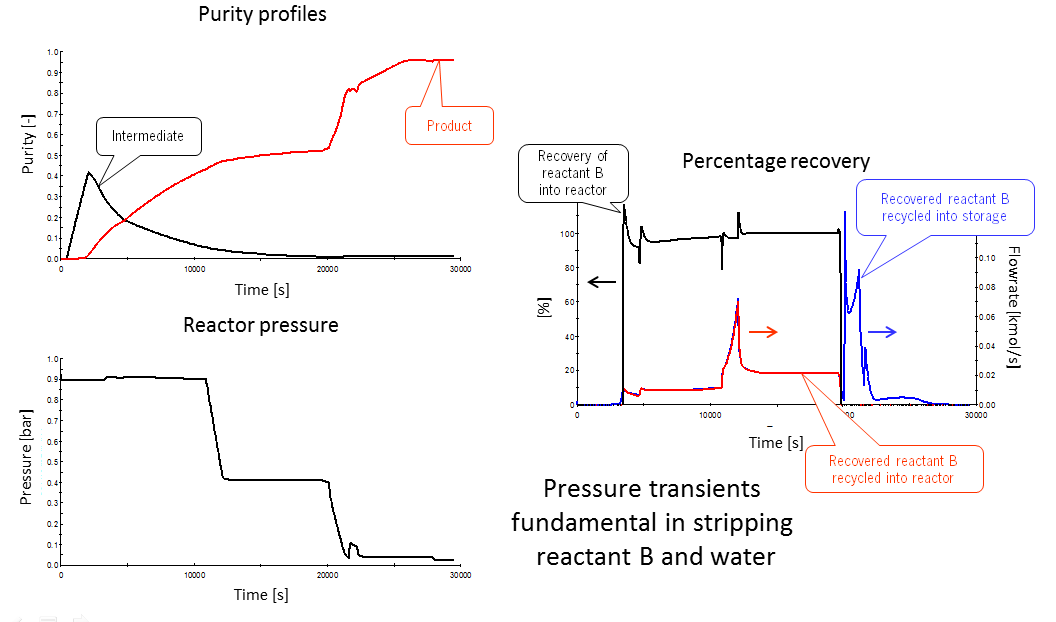 Purity profiles
1.0
0.9
0.8
0.7
0.6
0.5
0.4
0.3
0.2
0.1
0.0
Purity [-]
Intermediate
Product
0
10000
20000
30000
Time [s]
Reactor pressure
1.0
0.9
0.8
0.7
0.6
0.5
0.4
0.3
0.2
0.1
0.0
Pressure [bar]
0
10000
20000
30000
Time [s]
Percentage recovery
Recovery of
reactant B
into reactor
Recovered reactant B
recycled into storage
100
80
60
40
20
0
[%]
0.10
0.08
0.06
0.04
0.02
0.00
Flowrate [kmol/s]
0
10000
30000
Time [s]
Recovered reactant B
recycled into reactor
Pressure transients
fundamental in stripping
reactant B and water